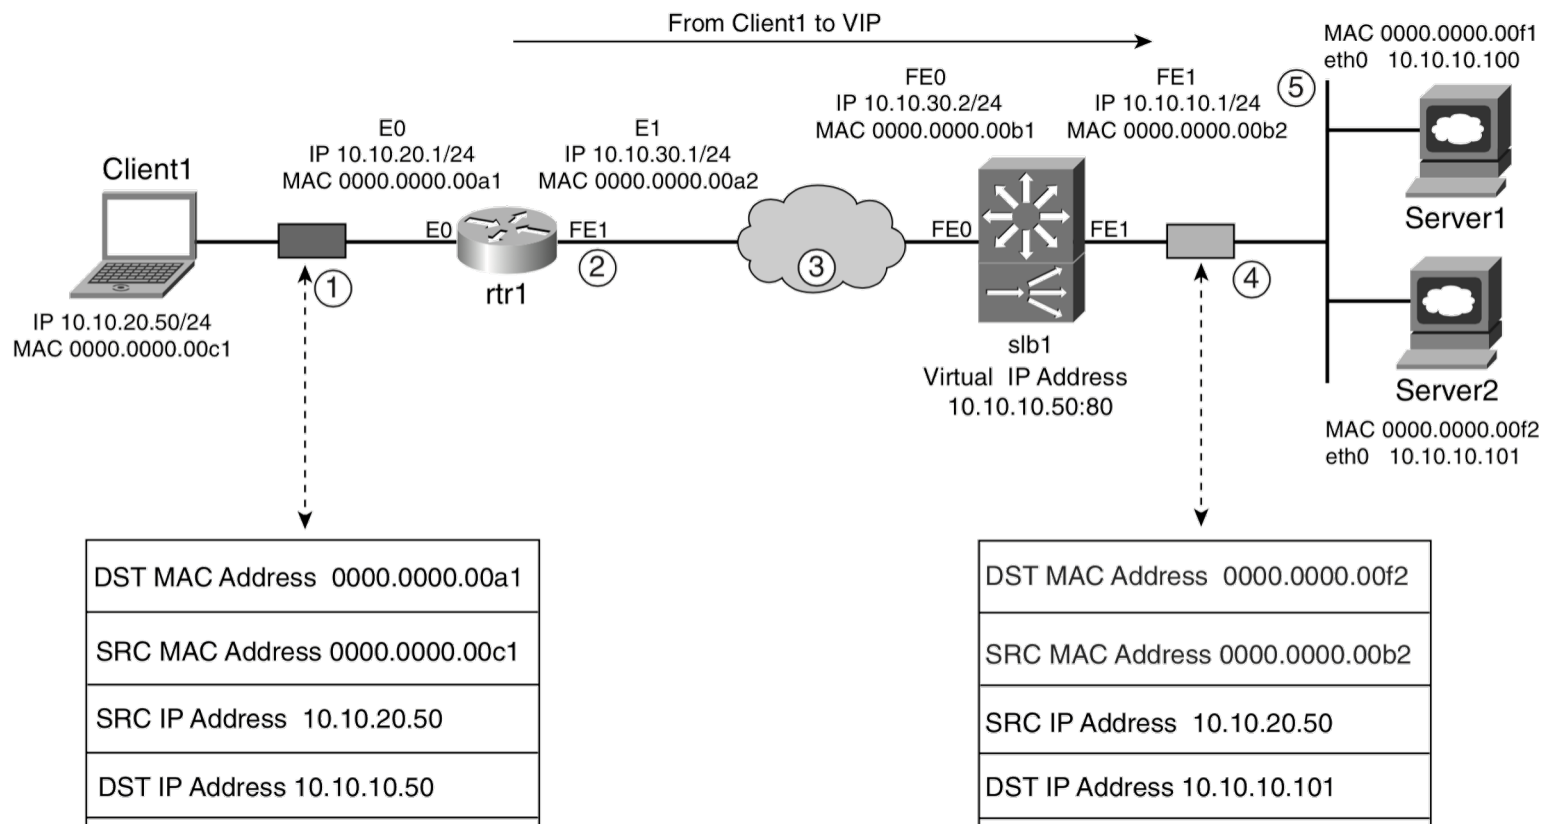 From Client1 to VIP
MAC 0000.0000.00f1
eth0 10.10.10.100
5
FE0
IP 10.10.30.2/24
MAC 0000.0000.00b1
FE1
IP 10.10.10.1/24
MAC 0000.0000.00b2
E0
IP 10.10.20.1/24
MAC 0000.0000.00a1
E1
IP 10.10.30.1/24
MAC 0000.0000.00a2
Client1
Server1
E0
FE1
FE0
FE1
1
2
3
4
rtr1
IP 10.10.20.50/24
MAC 0000.0000.00c1
slb1
Virtual IP Address
10.10.10.50:80
Server2
MAC 0000.0000.00f2
eth0 10.10.10.101
DST MAC Address 0000.0000.00a1
SRC MAC Address 0000.0000.00c1
SRC IP Address 10.10.20.50
DST IP Address 10.10.10.50
DST MAC Address 0000.0000.00f2
SRC MAC Address 0000.0000.00b2
SRC IP Address 10.10.20.50
DST IP Address 10.10.10.101